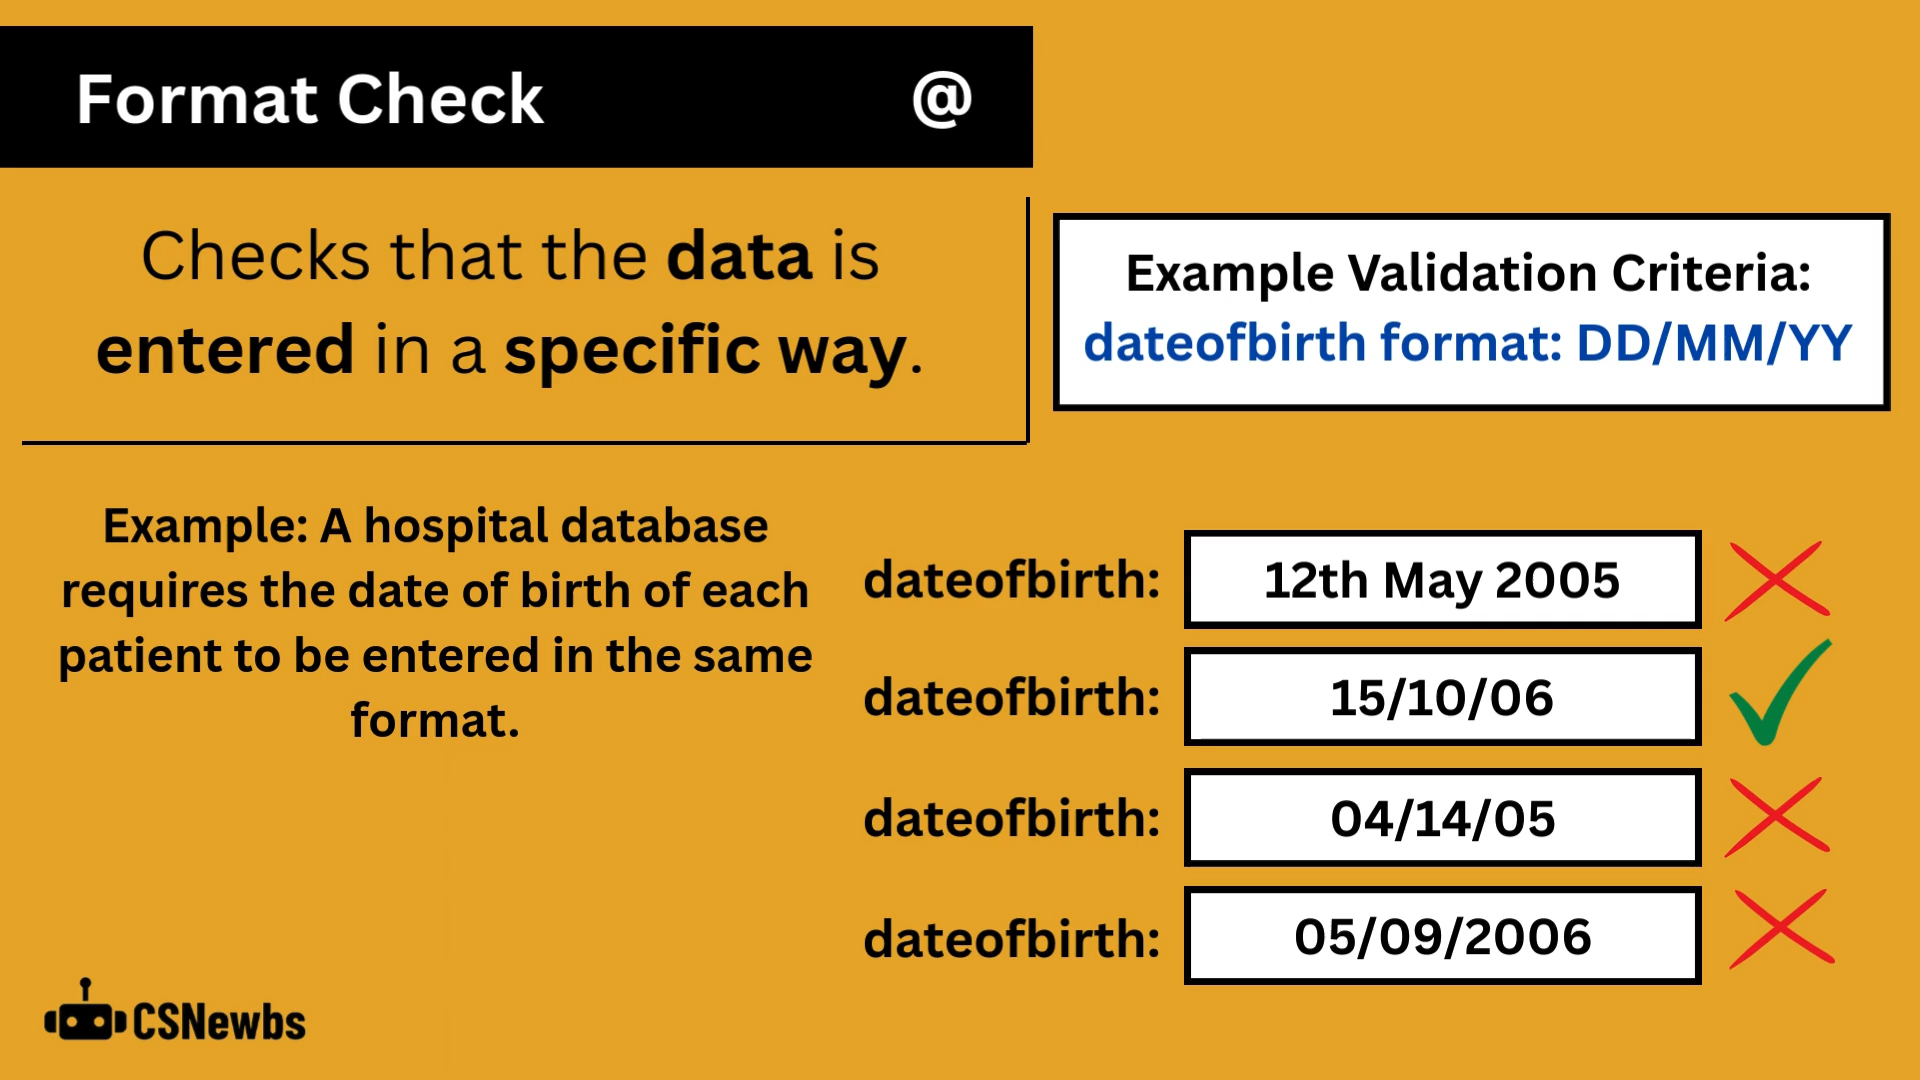 Format Check @
Checks that the data is
entered in a specific way.
Example Validation Criteria:
dateofbirth format: DD/MM/YY
Example: A hospital database
requires the date of birth of each
patient to be entered in the same
format.
dateofbirth: 12th May 2005
dateofbirth: 15/10/06
dateofbirth: 04/14/05
dateofbirth: 05/09/2006
CSNewbs